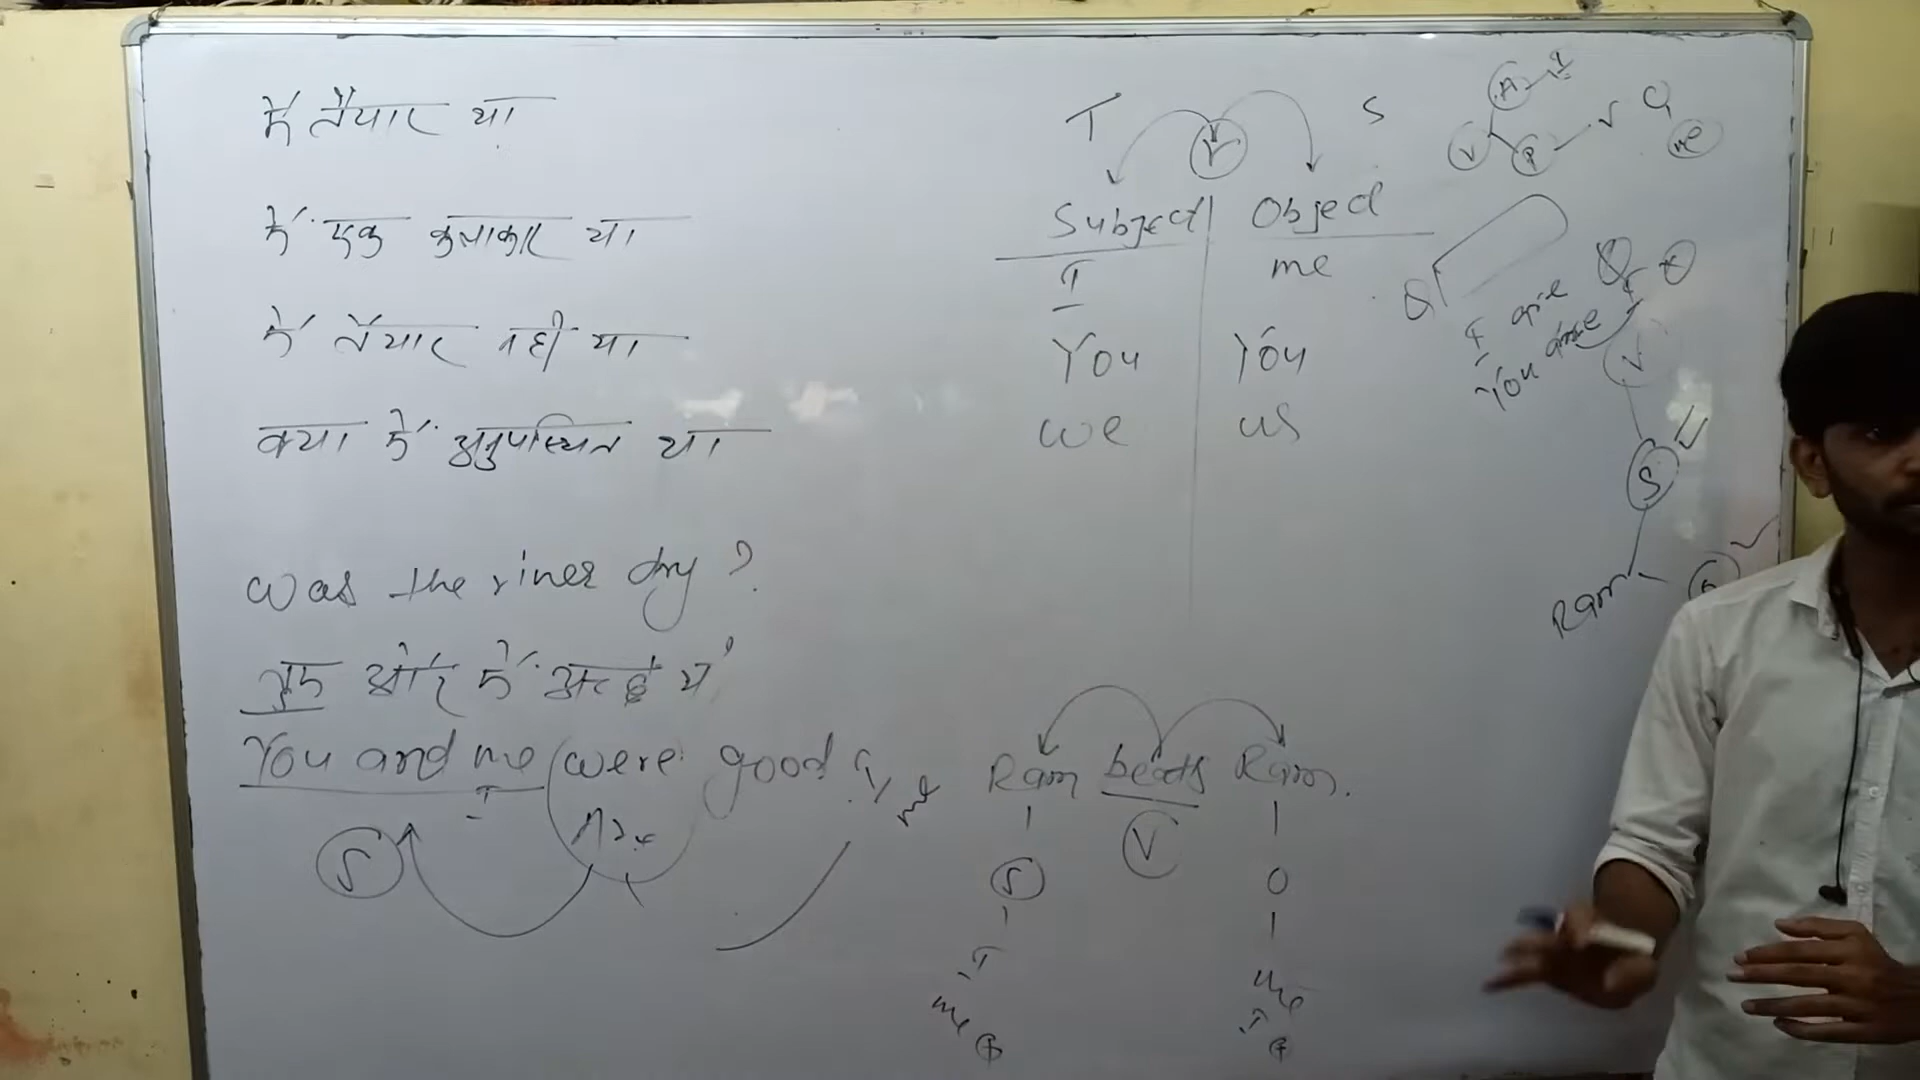 मैं तैयार था
मैं एक कलाकार था
मैं तैयार नही था
क्या मैं अनुपस्थित था
Was the river dry?
तुम और मैं अच्छे थे
You and me were good
I
S
T S
V
Subject Object
I me
You You
we us
A I
V P V
me
I are
You are
V
S
Ram
Ram beats Ram.
S V O
I me
me I